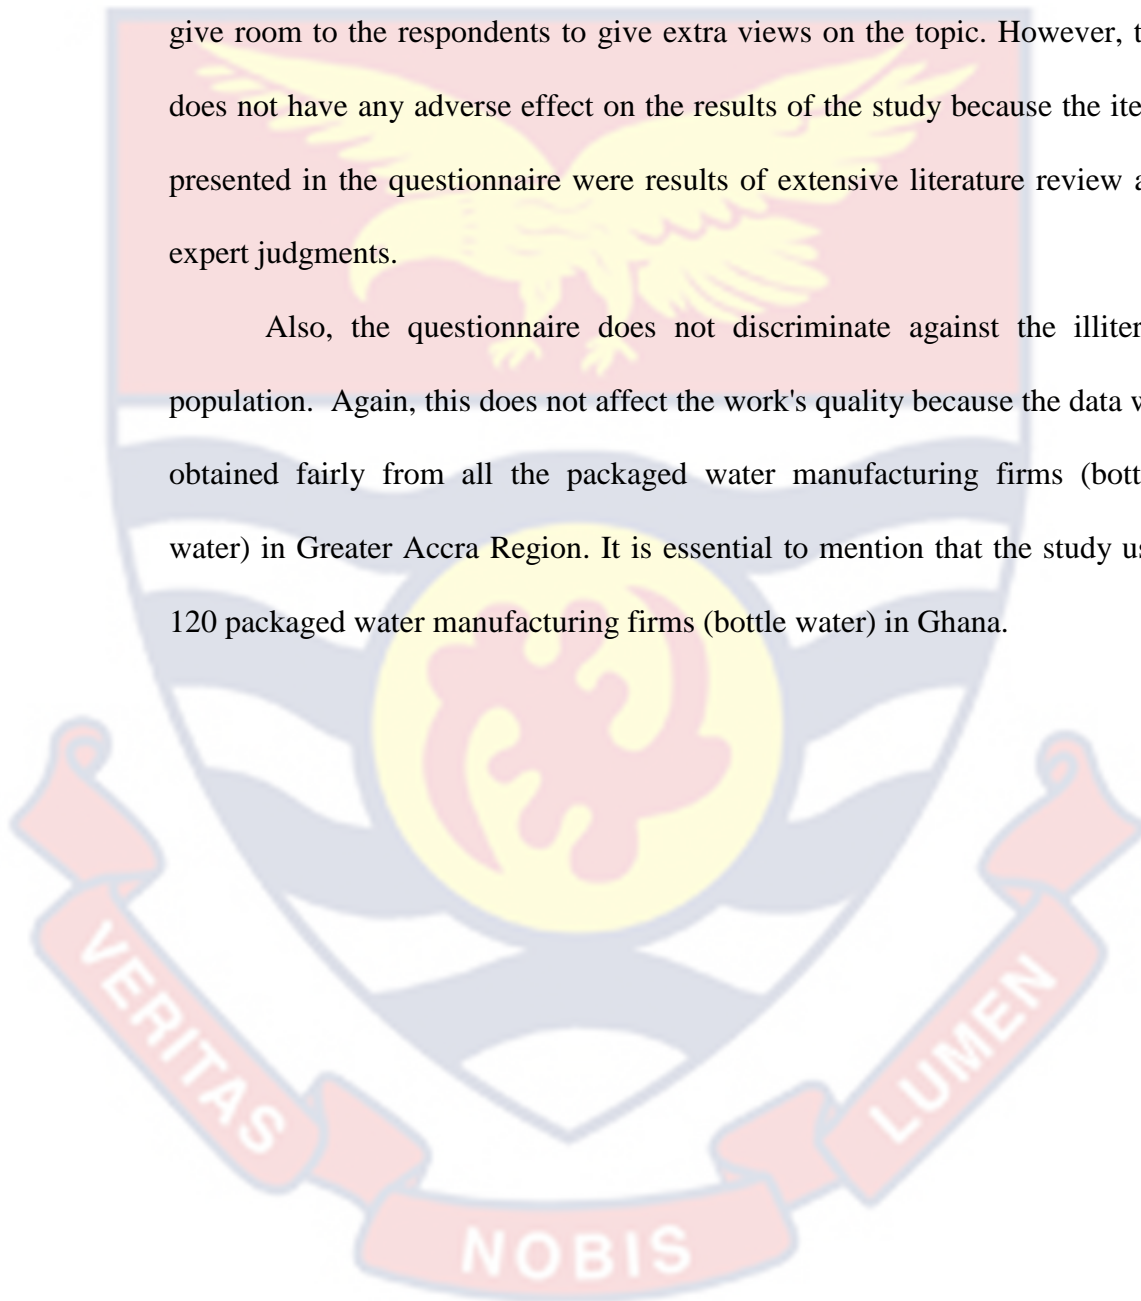 give room to the respondents to give extra views on the topic. However, t
does not have any adverse effect on the results of the study because the ite
presented in the questionnaire were results of extensive literature review a
expert judgments.
Also, the questionnaire does not discriminate against the illiter
population. Again, this does not affect the work's quality because the data w
obtained fairly from all the packaged water manufacturing firms (bott
water) in Greater Accra Region. It is essential to mention that the study us
120 packaged water manufacturing firms (bottle water) in Ghana.
VERITAS
NOBIS
LUMEN